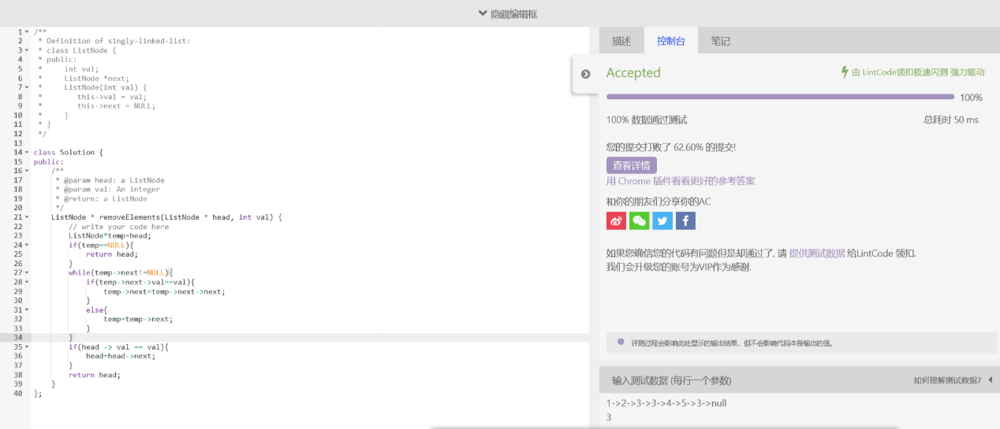 隐藏编辑框
1 /**
2 * Definition of singly-linked-list:
3 * class ListNode {
4 * public:
5 *     int val;
6 *     ListNode *next;
7 *     ListNode(int val) {
8 *        this->val = val;
9 *        this->next = NULL;
10 *     }
11 * }
12 */
13
14 class Solution {
15 public:
16     /**
17      * @param head: a ListNode
18      * @param val: An integer
19      * @return: a ListNode
20      */
21     ListNode * removeElements(ListNode * head, int val) {
22         // write your code here
23         ListNode*temp=head;
24         if(temp==NULL){
25             return head;
26         }
27         while(temp->next!=NULL){
28             if(temp->next->val==val){
29                 temp->next=temp->next->next;
30             }
31             else{
32                 temp=temp->next;
33             }
34         }
35         if(head -> val == val){
36             head=head->next;
37         }
38         return head;
39     }
40 };
描述 控制台 笔记
Accepted
由 LintCode领扣极速闪测 强力驱动
100%
100% 数据通过测试 总耗时 50 ms
您的提交打败了 62.60% 的提交!
查看详情
用 Chrome 插件看看更好的参考答案
和你的朋友们分享你的AC
如果您确信您的代码有问题但是却通过了, 请 提供测试数据 给LintCode 领扣.
我们会升级您的账号为VIP作为感谢.
评测过程会影响此处显示的输出结果，但不会影响代码本身输出的值。
输入测试数据 (每行一个参数) 如何理解测试数据?
1->2->3->3->4->5->3->null
3